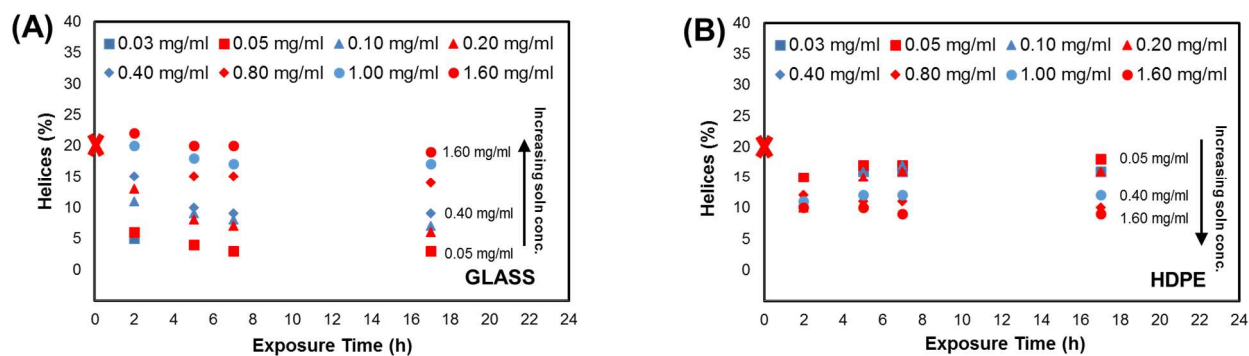 (A)
Helices (%)
40
35
30
25
20
15
10
5
0
0.03 mg/ml 0.05 mg/ml 0.10 mg/ml 0.20 mg/ml
0.40 mg/ml 0.80 mg/ml 1.00 mg/ml 1.60 mg/ml
1.60 mg/ml
0.40 mg/ml
0.05 mg/ml
Increasing soln conc.
GLASS
0 2 4 6 8 10 12 14 16 18 20 22 24
Exposure Time (h)
(B)
Helices (%)
40
35
30
25
20
15
10
5
0
0.03 mg/ml 0.05 mg/ml 0.10 mg/ml 0.20 mg/ml
0.40 mg/ml 0.80 mg/ml 1.00 mg/ml 1.60 mg/ml
0.05 mg/ml
0.40 mg/ml
1.60 mg/ml
Increasing soln conc.
HDPE
0 2 4 6 8 10 12 14 16 18 20 22 24
Exposure Time (h)